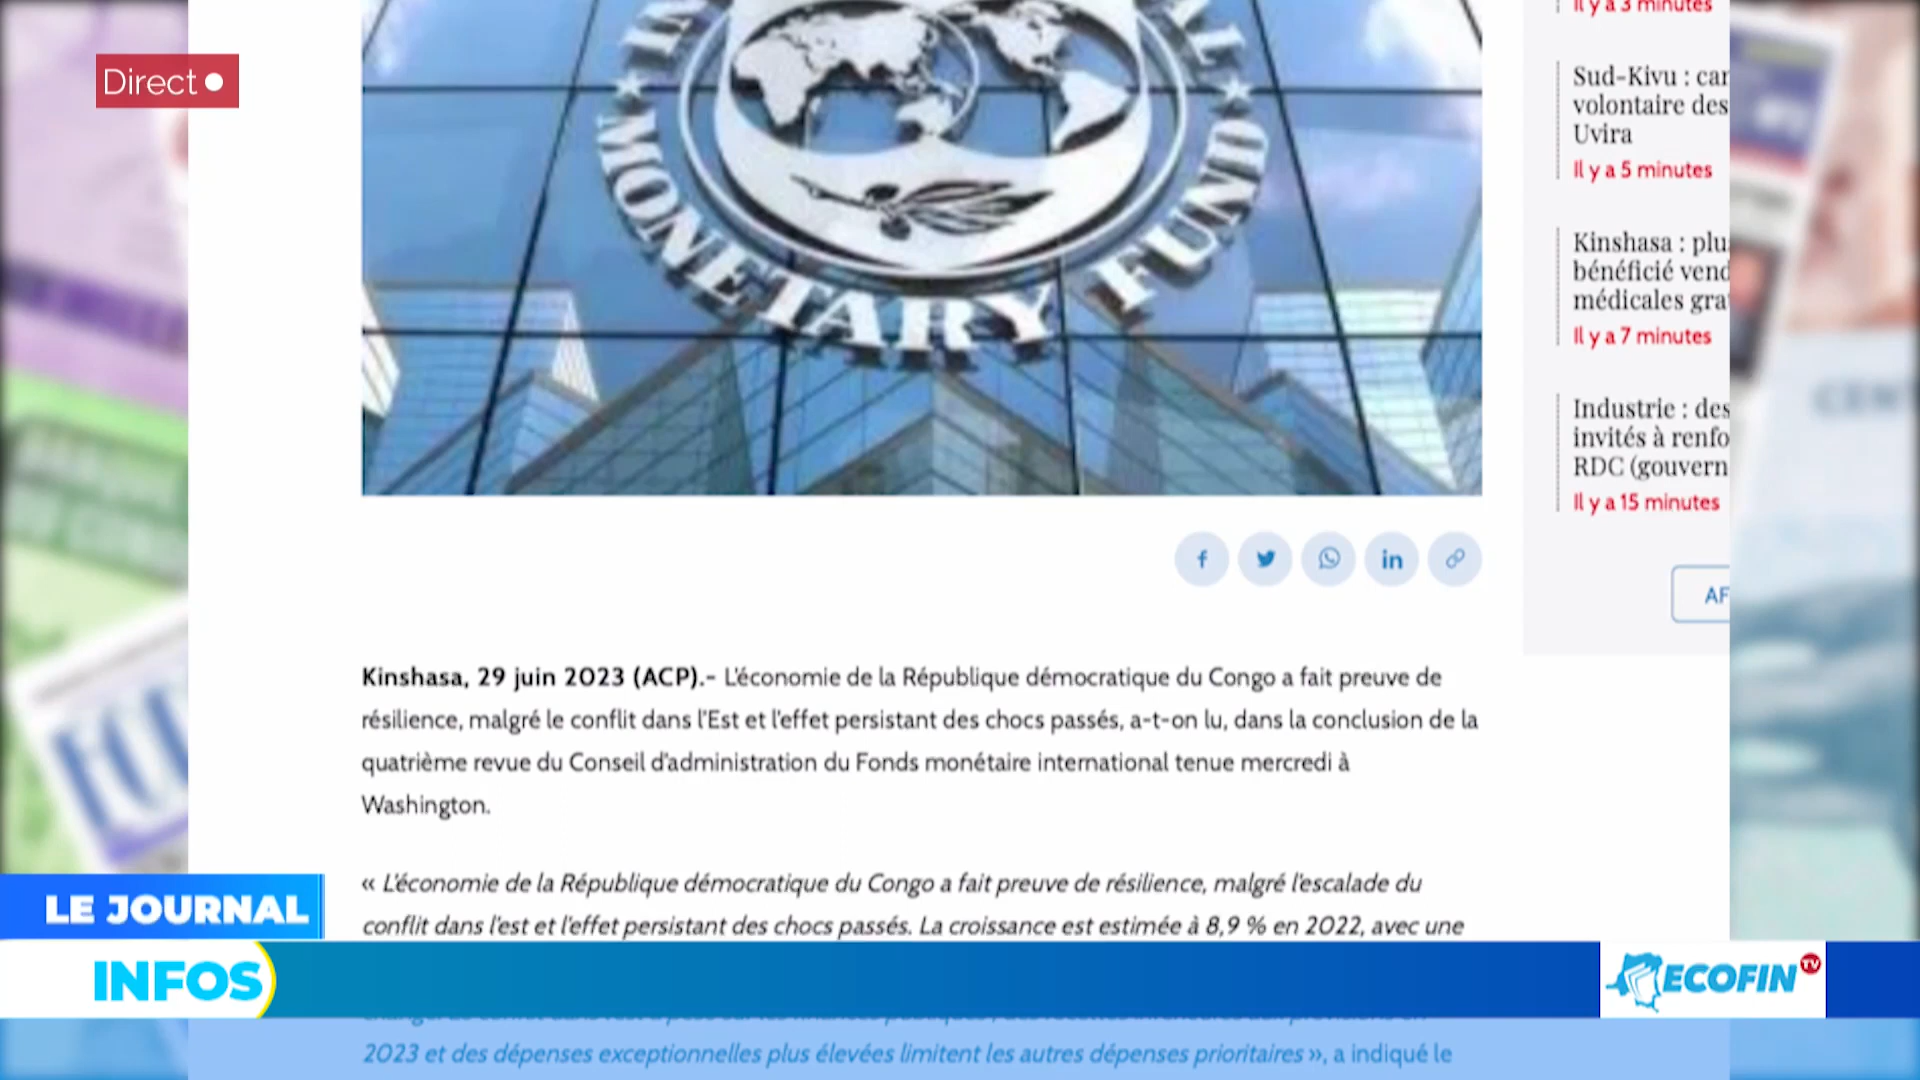 Direct
MONETARY FUND
Il y a 3 minutes
Sud-Kivu : car
volontaire des
Uvira
Il y a 5 minutes
Kinshasa : plu
bénéficié vend
médicales gra
Il y a 7 minutes
Industrie : des
invités à renfo
RDC (gouvern
Il y a 15 minutes
AF
Kinshasa, 29 juin 2023 (ACP).- L'économie de la République démocratique du Congo a fait preuve de
résilience, malgré le conflit dans l'Est et l'effet persistant des chocs passés, a-t-on lu, dans la conclusion de la
quatrième revue du Conseil d'administration du Fonds monétaire international tenue mercredi à
Washington.
« L'économie de la République démocratique du Congo a fait preuve de résilience, malgré l'escalade du
conflit dans l'est et l'effet persistant des chocs passés. La croissance est estimée à 8,9 % en 2022, avec une
2023 et des dépenses exceptionnelles plus élevées limitent les autres dépenses prioritaires », a indiqué le
LE JOURNAL
INFOS
ECOFIN TV